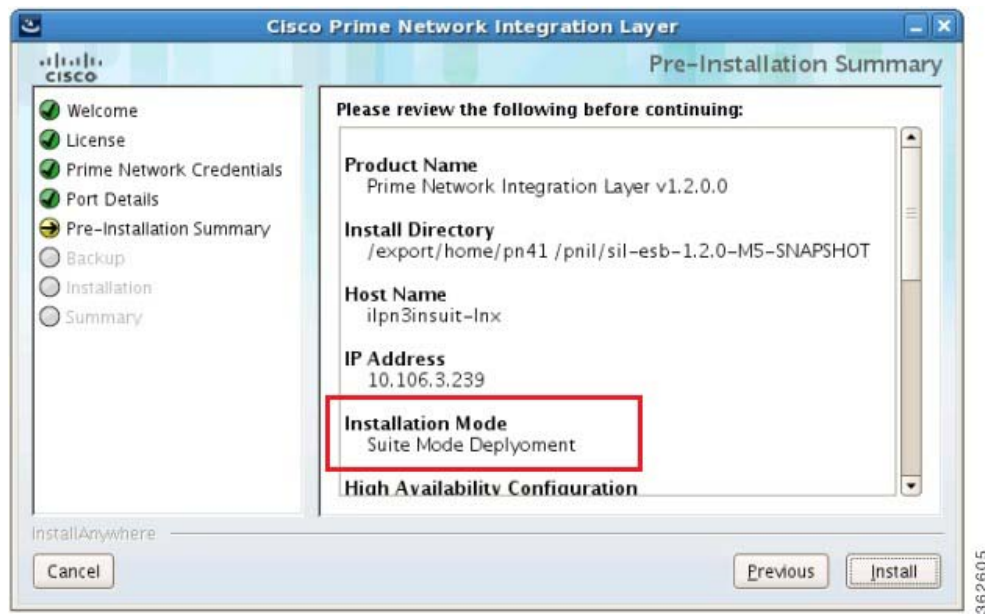 Cisco Prime Network Integration Layer
CISCO
Pre-Installation Summary
Welcome
License
Prime Network Credentials
Port Details
Pre-Installation Summary
Backup
Installation
Summary
Please review the following before continuing:
Product Name
Prime Network Integration Layer v1.2.0.0
Install Directory
/export/home/pn41 /pnil/sil-esb-1.2.0-M5-SNAPSHOT
Host Name
ilpn3insuit-lnx
IP Address
10.106.3.239
Installation Mode
Suite Mode Deplyoment
High Availability Configuration
InstallAnywhere
Cancel
Previous
Install
362605